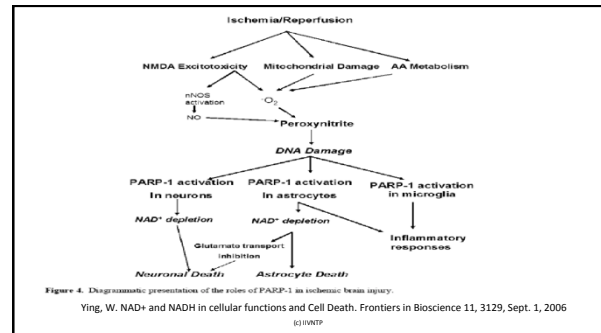 Ischemia/Reperfusion
NMDA Excitotoxicity Mitochondrial Damage AA Metabolism
nNOS
activation
·O₂⁻
NO
Peroxynitrite
DNA Damage
PARP-1 activation PARP-1 activation PARP-1 activation
In neurons In astrocytes in microglia
NAD⁺ depletion NAD⁺ depletion
Glutamate transport
inhibition
Inflammatory
responses
Neuronal Death Astrocyte Death
Figure 4. Diagrammatic presentation of the roles of PARP-1 in ischemic brain injury.
Ying, W. NAD+ and NADH in cellular functions and Cell Death. Frontiers in Bioscience 11, 3129, Sept. 1, 2006
(c) IIVNTP